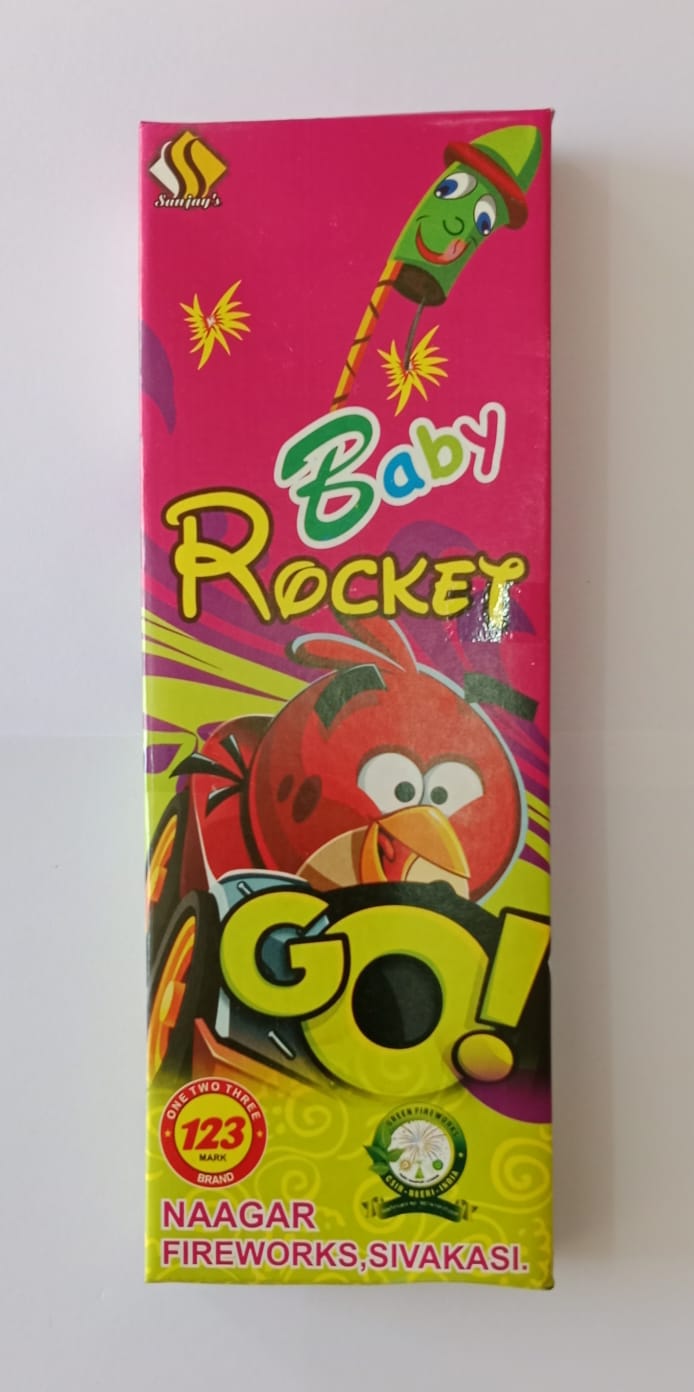 Sanjay's
Baby
ROCKET
GO!
ONE TWO THREE
123
MARK
BRAND
GREEN FIREWORKS
CSIR-NEERI-INDIA
NAAGAR
FIREWORKS,SIVAKASI.